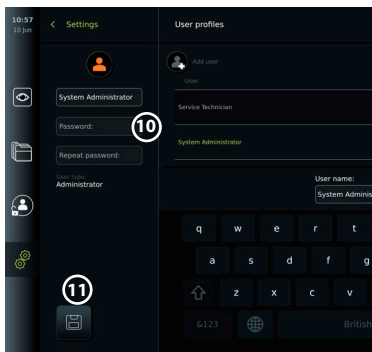 10:57
10 Jun
Settings
System Administrator
Password:
10
Repeat password:
User type:
Administrator
11
User profiles
Add user
User
Service Technician
System Administrator
User name:
System Adminis
q w e r t
a s d f g
z x c v
&123
British